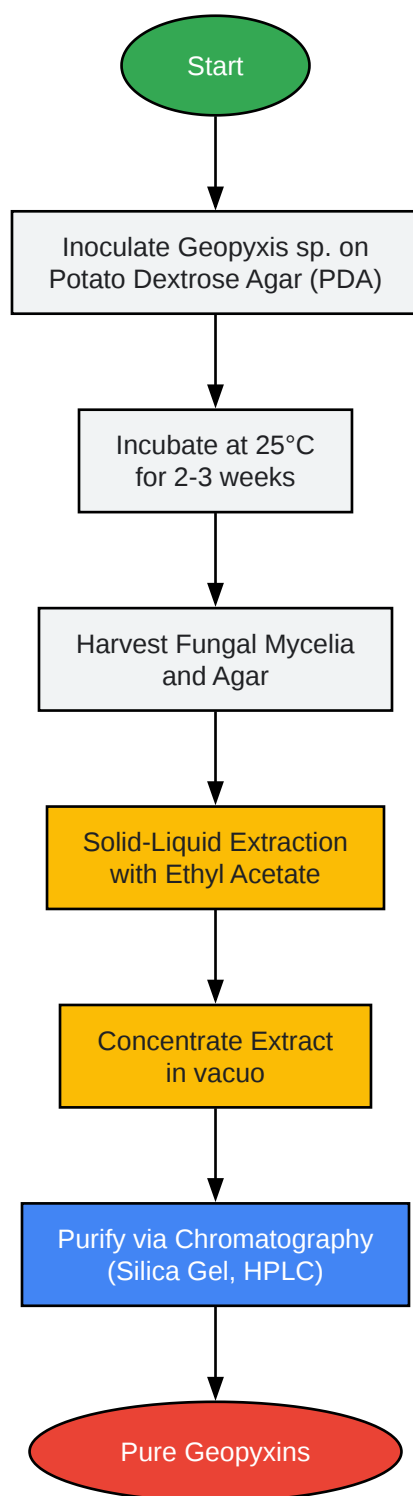 Start
Inoculate Geopyxis sp. on
Potato Dextrose Agar (PDA)
Incubate at 25°C
for 2-3 weeks
Harvest Fungal Mycelia
and Agar
Solid-Liquid Extraction
with Ethyl Acetate
Concentrate Extract
in vacuo
Purify via Chromatography
(Silica Gel, HPLC)
Pure Geopyxins